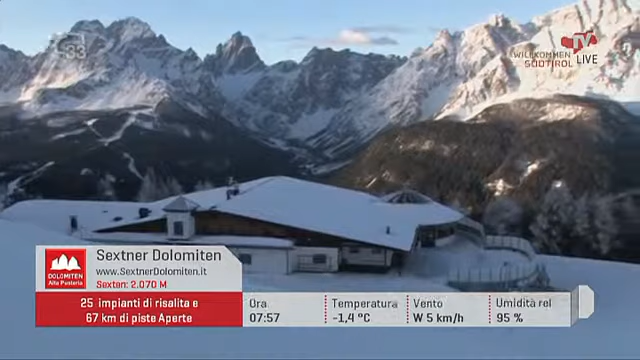 WILLKOMMEN
SÜDTIROL
TV
LIVE
DOLOMITEN
Alta Pusteria
Sextner Dolomiten
www.SextnerDolomiten.it
Sexten: 2.070 M
25 impianti di risalita e
67 km di piste Aperte
Ora
07:57
Temperatura
-1,4 °C
Vento
W 5 km/h
Umidità rel
95 %